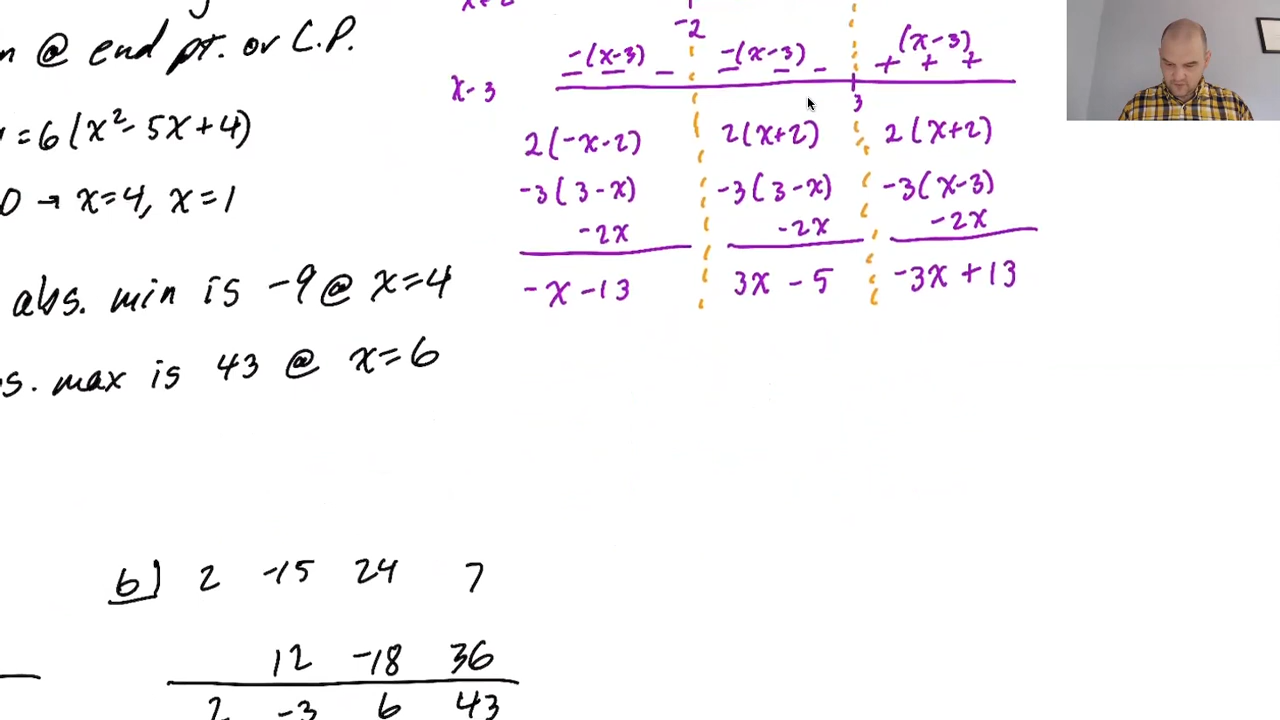 @ end pt. or C.P.
= 6(x² - 5x + 4)
0 → x=4, x=1
abs. min is -9 @ x=4
s. max is 43 @ x=6
-2
-(x-3) -(x-3) (x-3)
- - - - - - + + +
x-3
3
2(-x-2) 2(x+2) 2(x+2)
-3(3-x) -3(3-x) -3(x-3)
-2x -2x -2x
-x-13 3x-5 -3x+13
b) 2 -15 24 7
12 -18 36
2 -3 6 43